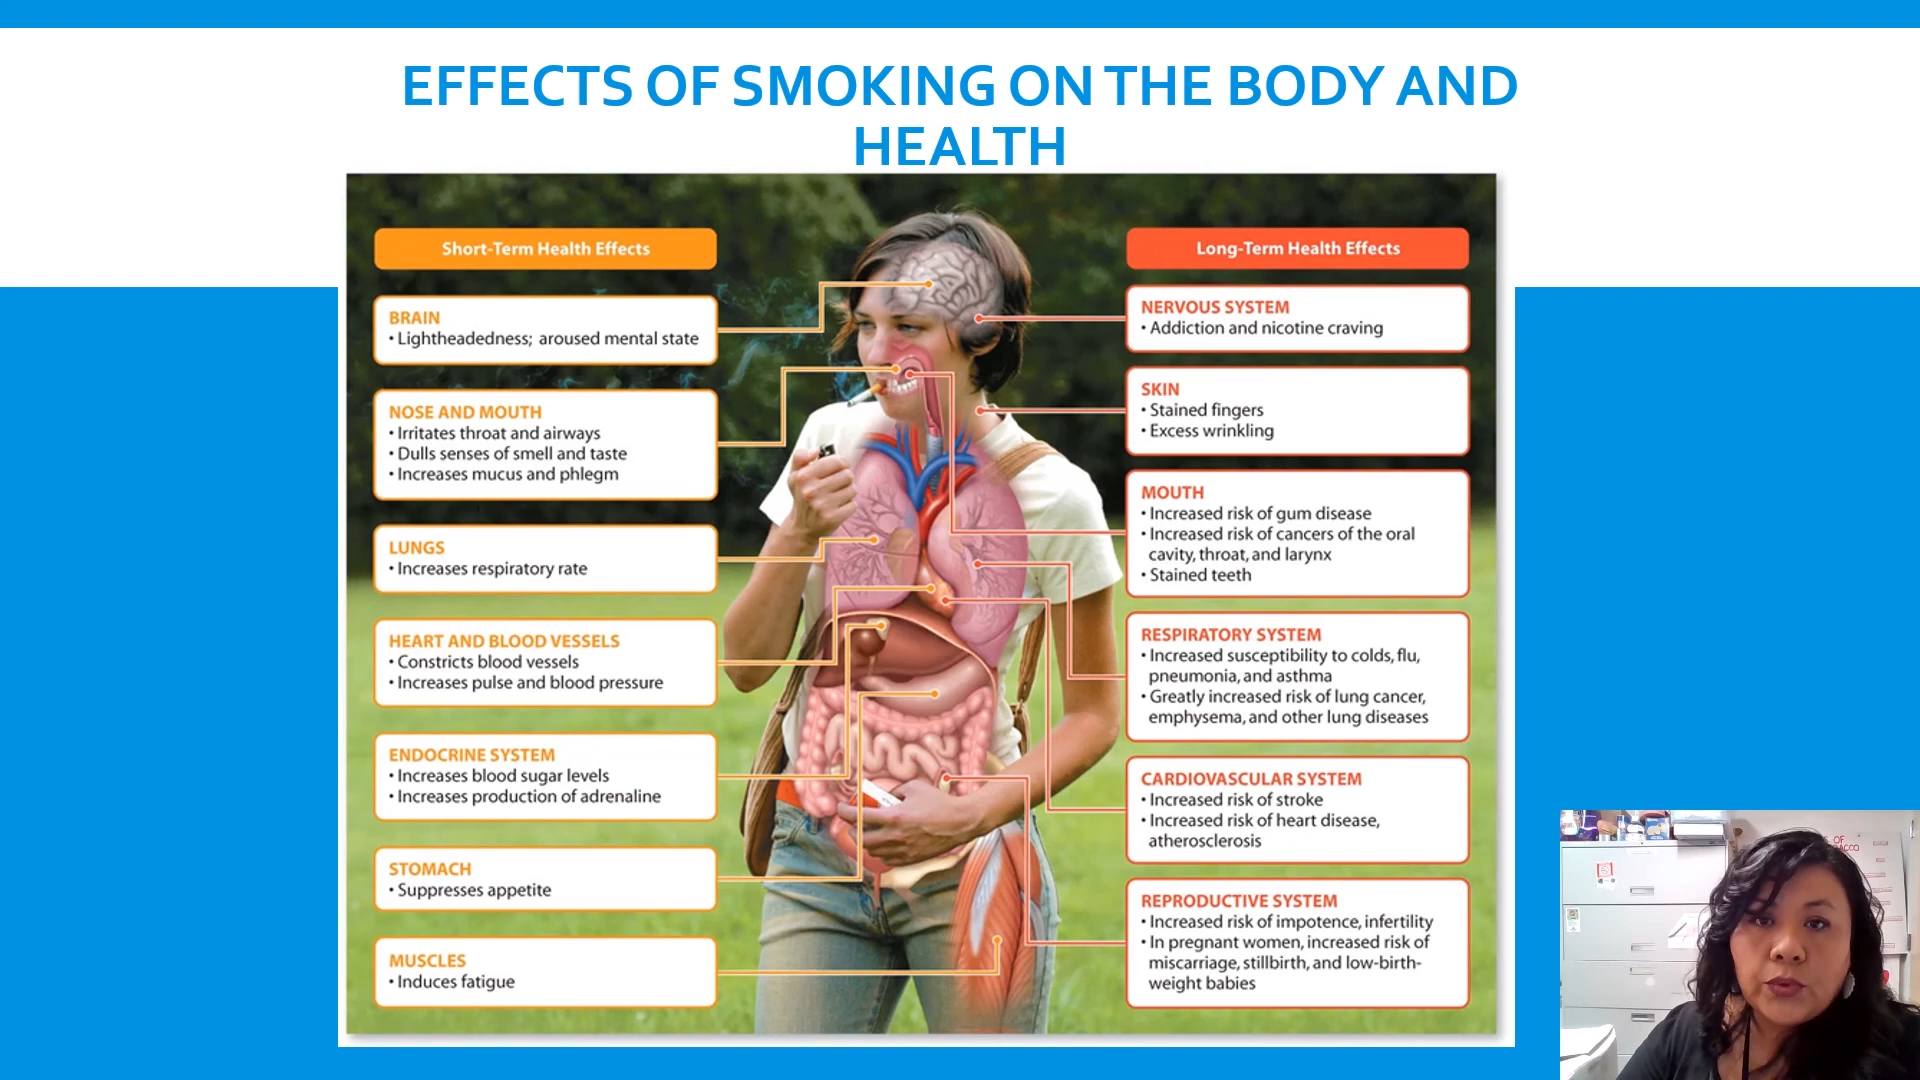 EFFECTS OF SMOKING ON THE BODY AND
HEALTH
Short-Term Health Effects
BRAIN
• Lightheadedness; aroused mental state
NOSE AND MOUTH
• Irritates throat and airways
• Dulls senses of smell and taste
• Increases mucus and phlegm
LUNGS
• Increases respiratory rate
HEART AND BLOOD VESSELS
• Constricts blood vessels
• Increases pulse and blood pressure
ENDOCRINE SYSTEM
• Increases blood sugar levels
• Increases production of adrenaline
STOMACH
• Suppresses appetite
MUSCLES
• Induces fatigue
Long-Term Health Effects
NERVOUS SYSTEM
• Addiction and nicotine craving
SKIN
• Stained fingers
• Excess wrinkling
MOUTH
• Increased risk of gum disease
• Increased risk of cancers of the oral
cavity, throat, and larynx
• Stained teeth
RESPIRATORY SYSTEM
• Increased susceptibility to colds, flu,
pneumonia, and asthma
• Greatly increased risk of lung cancer,
emphysema, and other lung diseases
CARDIOVASCULAR SYSTEM
• Increased risk of stroke
• Increased risk of heart disease,
atherosclerosis
REPRODUCTIVE SYSTEM
• Increased risk of impotence, infertility
• In pregnant women, increased risk of
miscarriage, stillbirth, and low-birth-
weight babies
OF